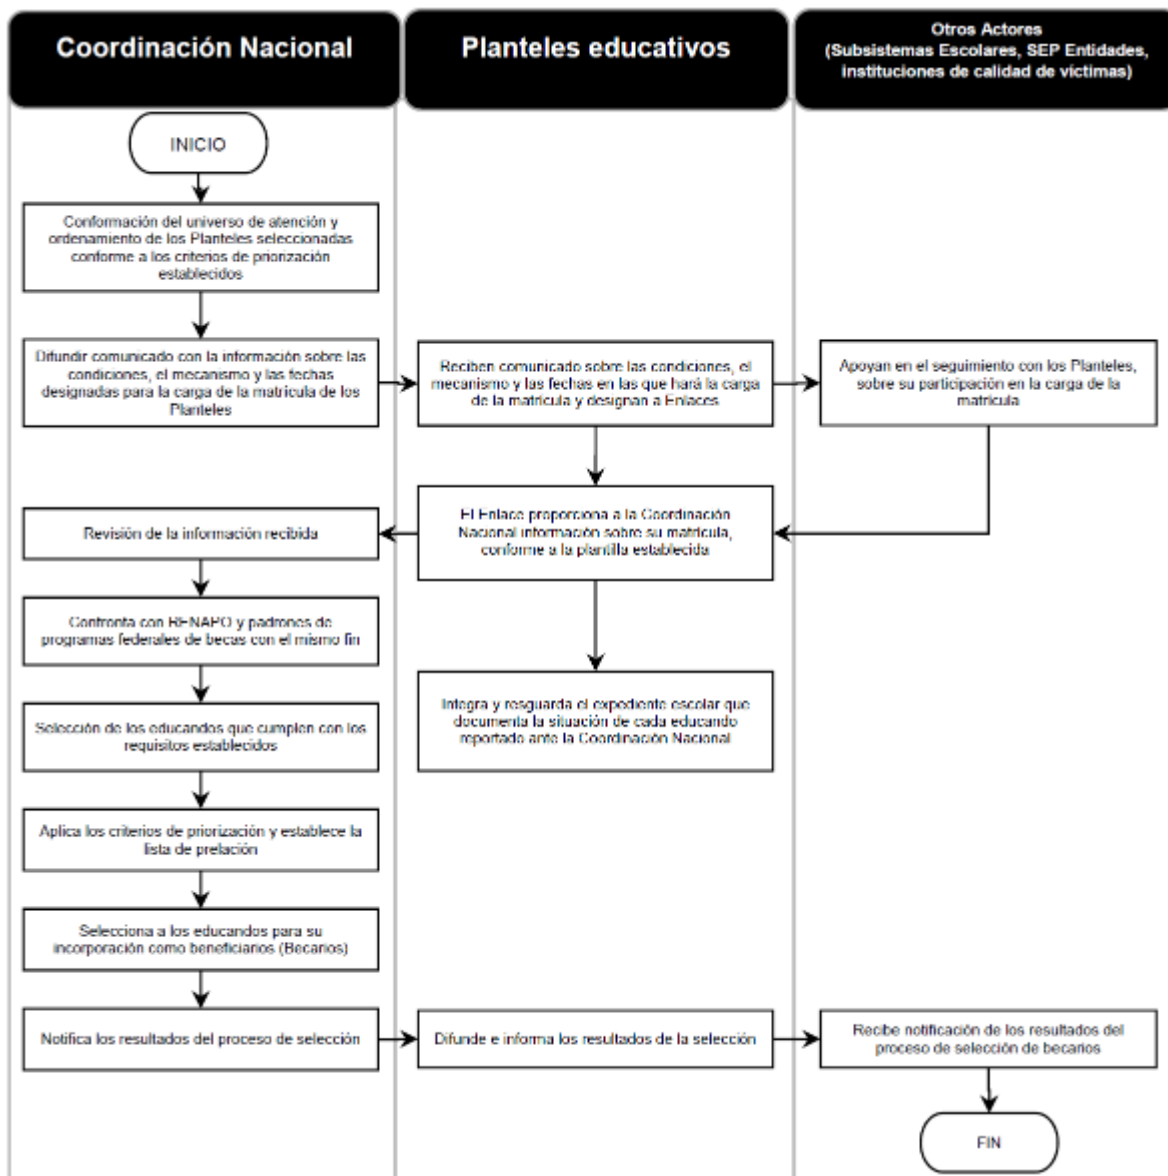 Coordinación Nacional
Planteles educativos
Otros Actores
(Subsistemas Escolares, SEP Entidades,
instituciones de calidad de víctimas)
INICIO
Conformación del universo de atención y
ordenamiento de los Planteles seleccionadas
conforme a los criterios de priorización
establecidos
Difundir comunicado con la información sobre las
condiciones, el mecanismo y las fechas
designadas para la carga de la matrícula de los
Planteles
Reciben comunicado sobre las condiciones, el
mecanismo y las fechas en las que hará la carga
de la matrícula y designan a Enlaces
Apoyan en el seguimiento con los Planteles,
sobre su participación en la carga de la
matrícula
El Enlace proporciona a la Coordinación
Nacional información sobre su matrícula,
conforme a la plantilla establecida
Revisión de la información recibida
Confronta con RENAPO y padrones de
programas federales de becas con el mismo fin
Integra y resguarda el expediente escolar que
documenta la situación de cada educando
reportado ante la Coordinación Nacional
Selección de los educandos que cumplen con los
requisitos establecidos
Aplica los criterios de priorización y establece la
lista de prelación
Selecciona a los educandos para su
incorporación como beneficiarios (Becarios)
Notifica los resultados del proceso de selección
Difunde e informa los resultados de la selección
Recibe notificación de los resultados del
proceso de selección de becarios
FIN